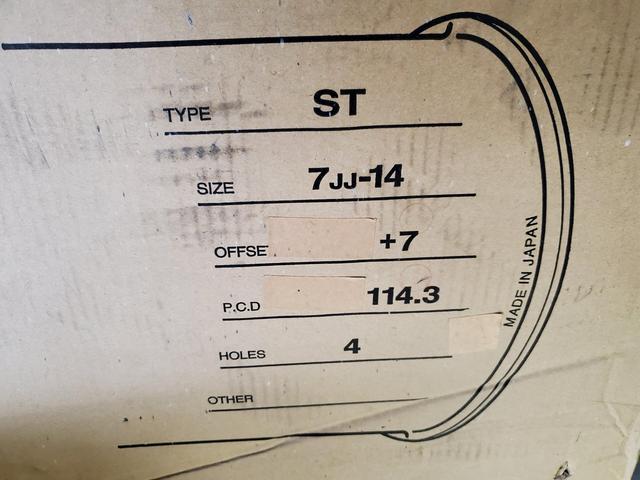 TYPE ST
SIZE 7JJ-14
OFFSE +7
P.C.D 114.3
HOLES 4
OTHER
MADE IN JAPAN